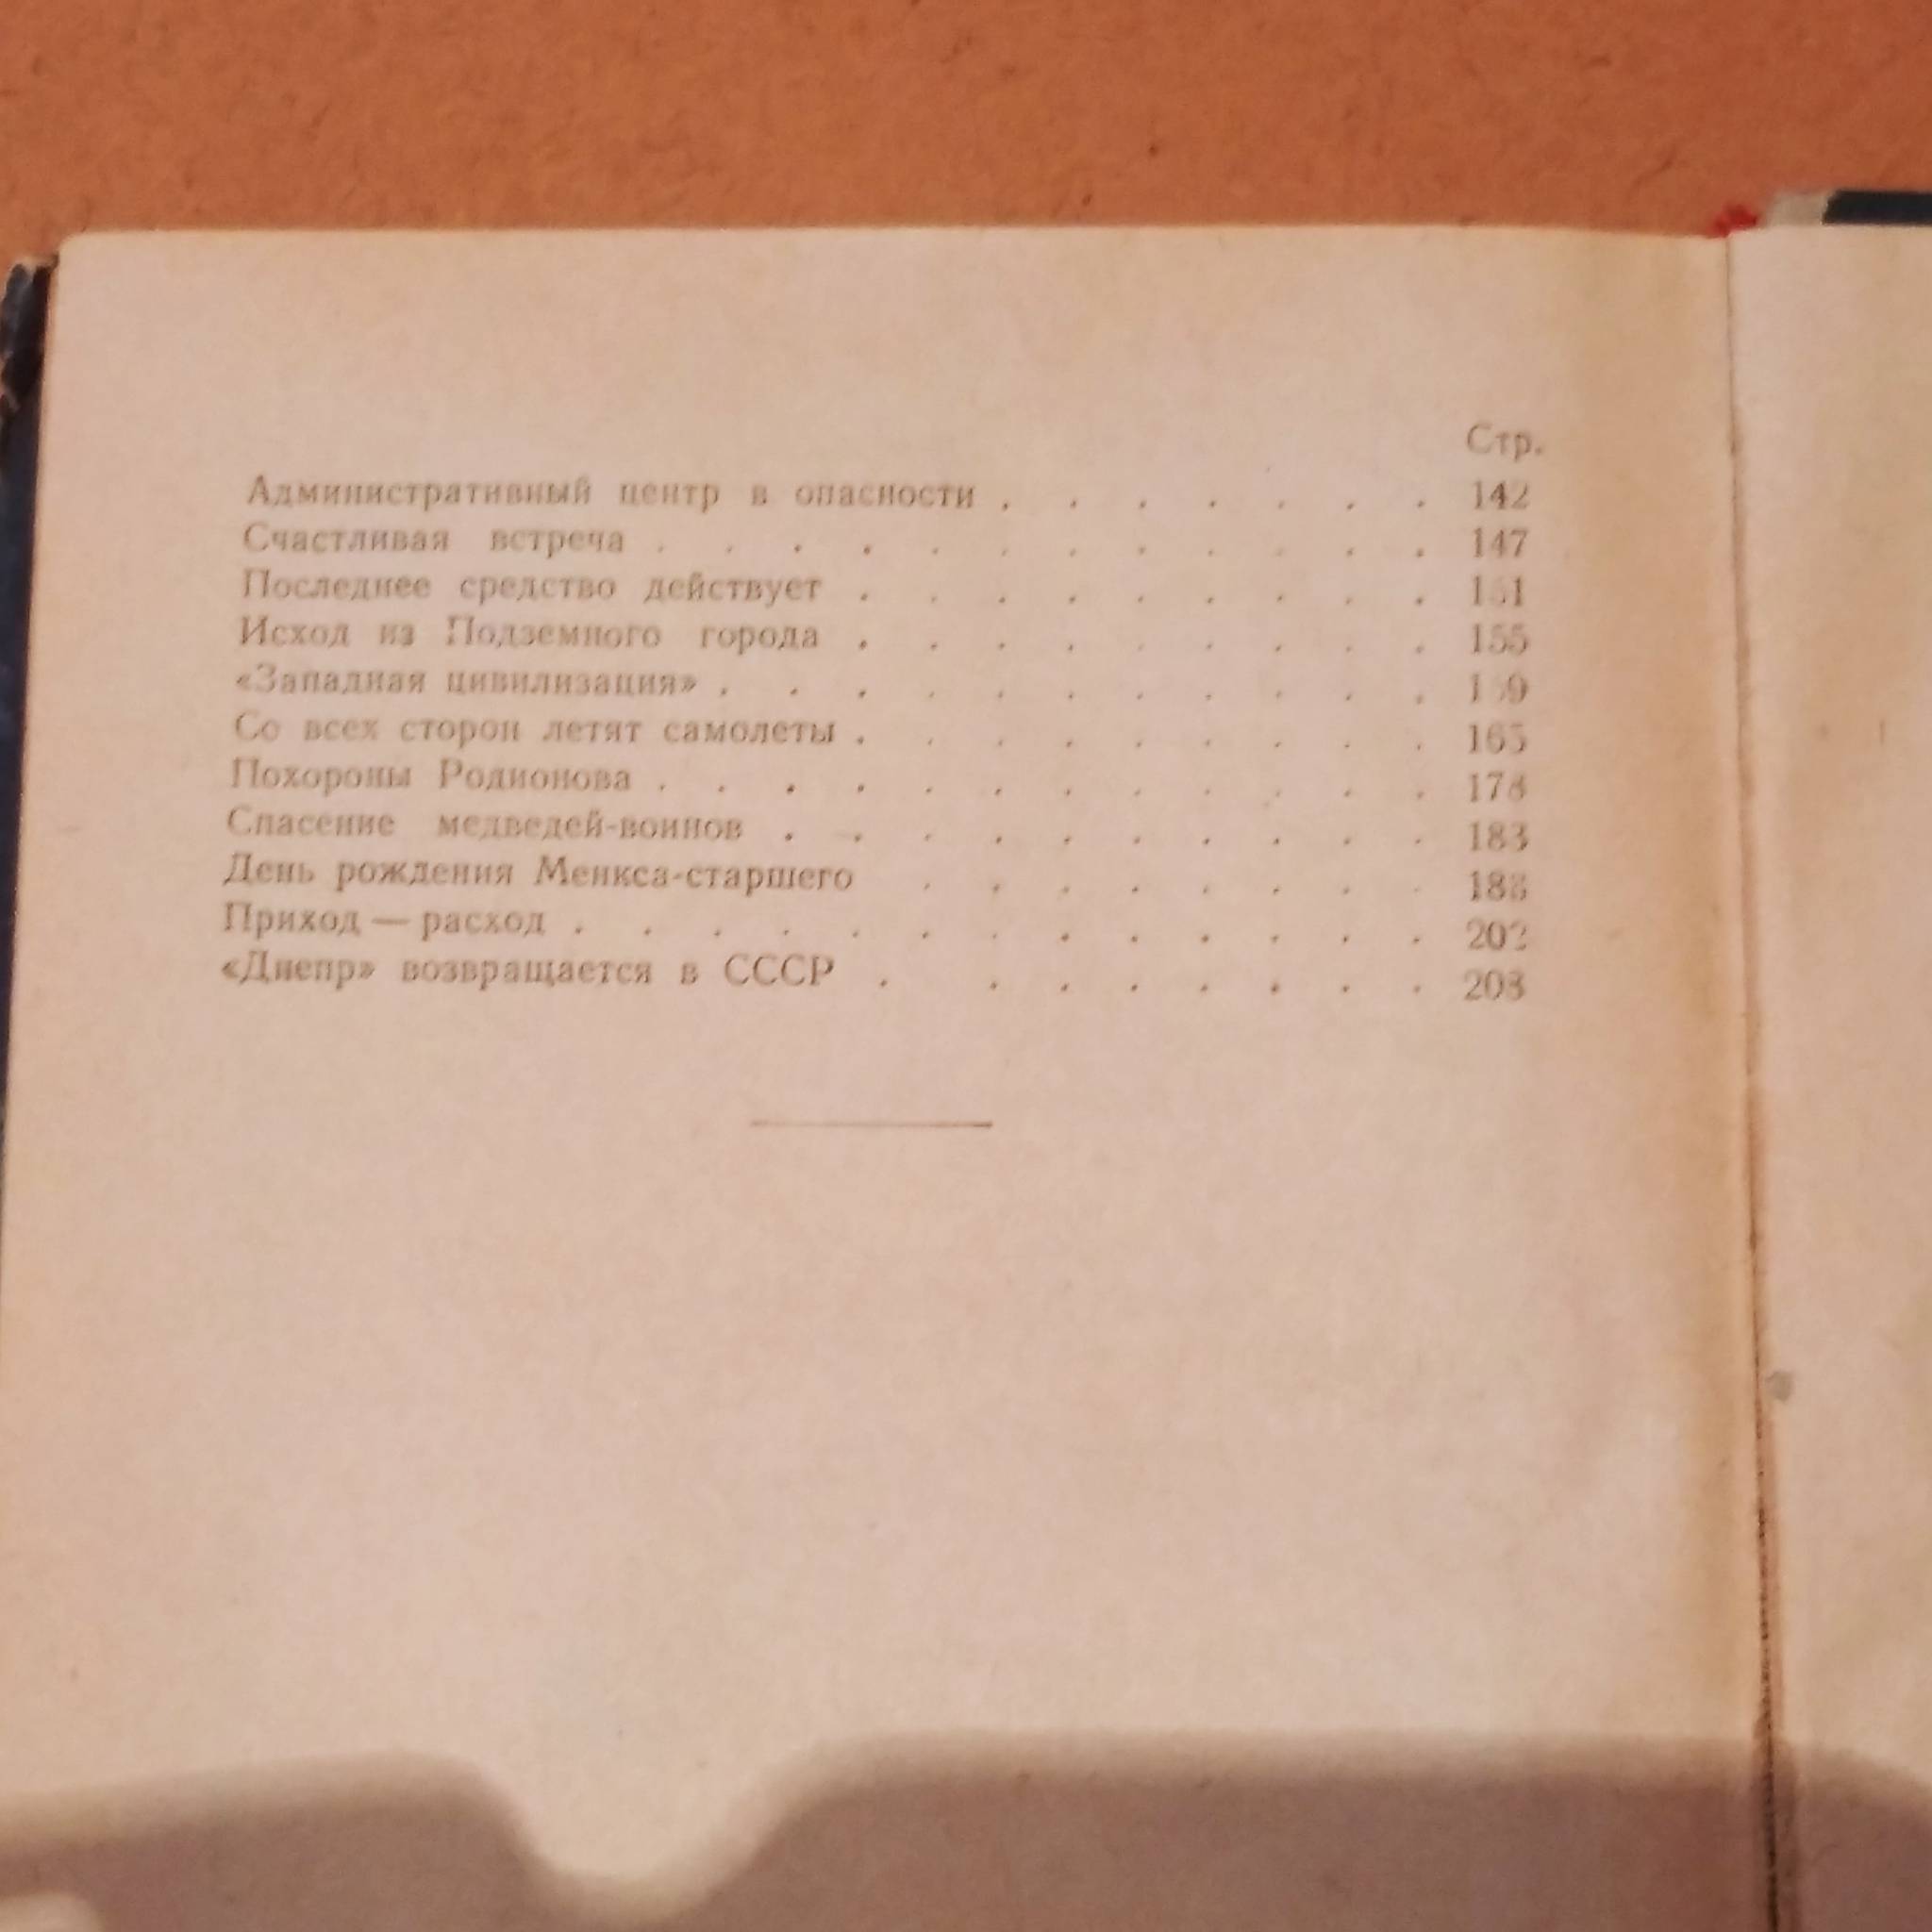 Стр.
Административный центр в опасности . . . . . . . 142
Счастливая встреча . . . . . . . . . . . . 147
Последнее средство действует . . . . . . . . . 151
Исход из Подземного города . . . . . . . . . 155
«Западная цивилизация» . . . . . . . . . . .
Со всех сторон летят самолеты . . . . . . . . . 165
Похороны Родионова . . . . . . . . . . . . 178
Спасение медведей-воинов . . . . . . . . . . 183
День рождения Менкса-старшего . . . . . . . . 188
Приход — расход . . . . . . . . . . . . . 202
«Днепр» возвращается в СССР . . . . . . . . 208